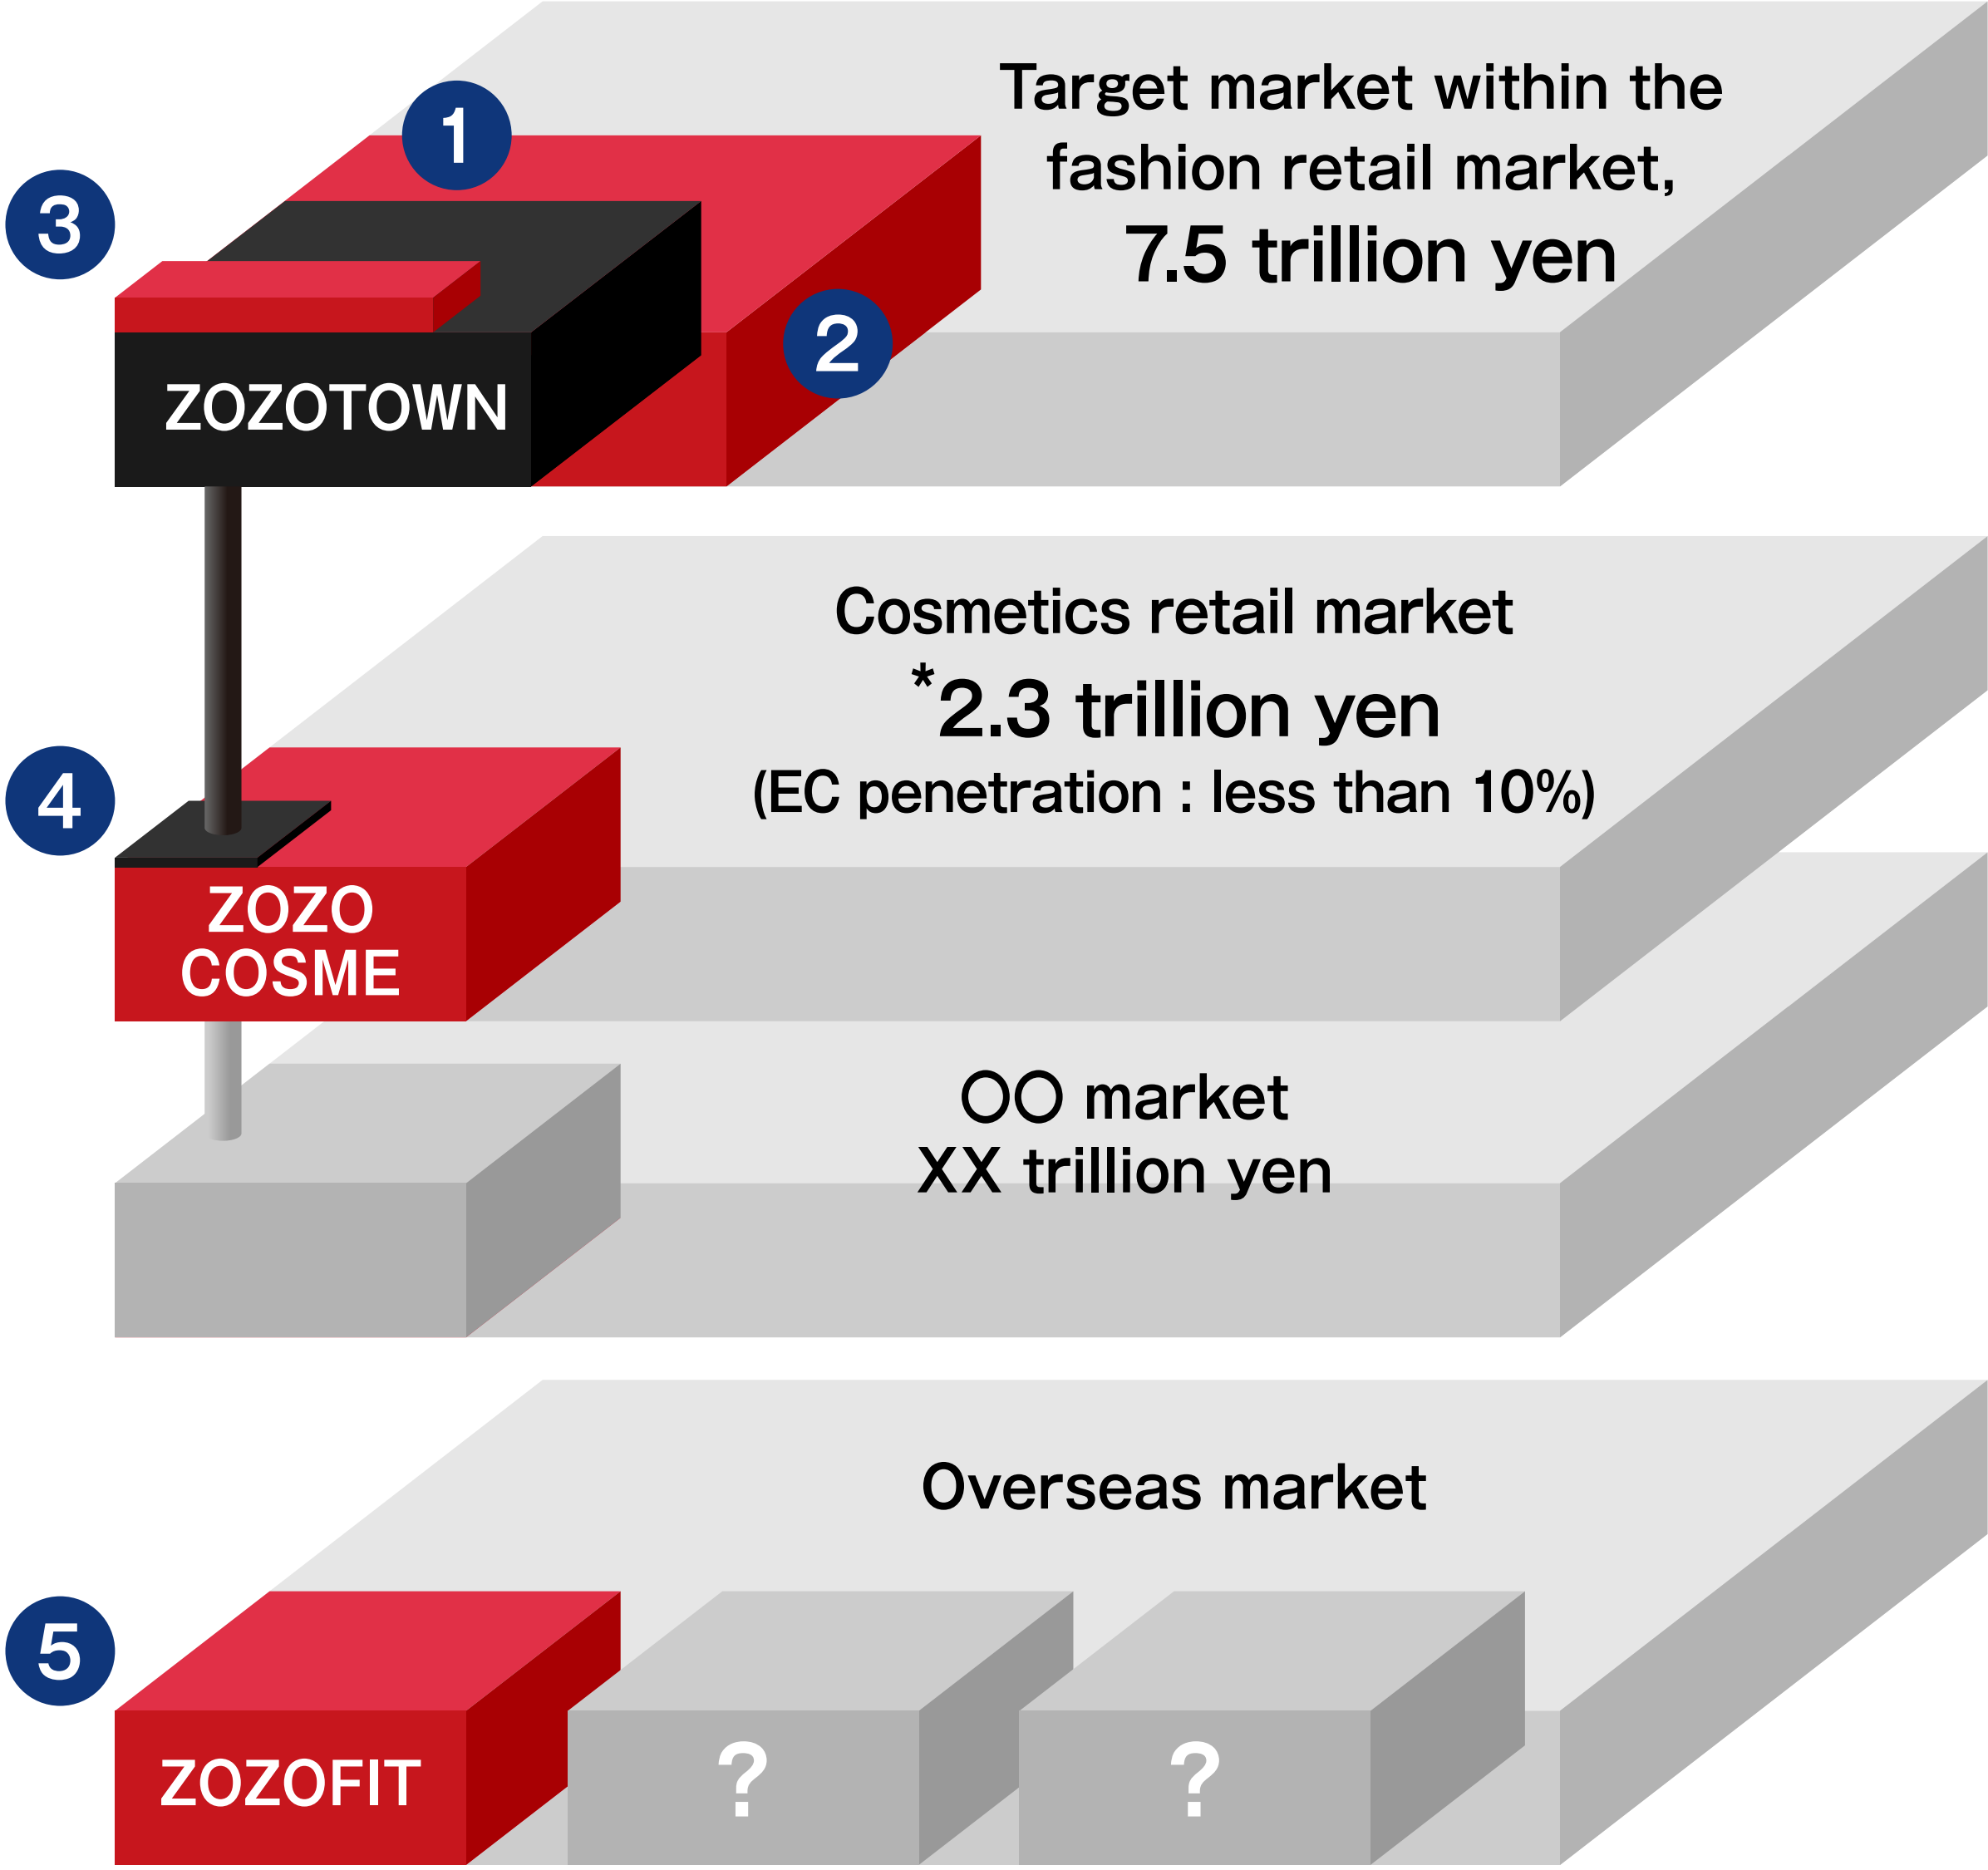 Target market within the
fashion retail market,
7.5 trillion yen
1
3
2
ZOZOTOWN
Cosmetics retail market
*2.3 trillion yen
(EC penetration : less than 10%)
4
ZOZO
COSME
〇〇 market
XX trillion yen
Overseas market
5
ZOZOFIT
?
?